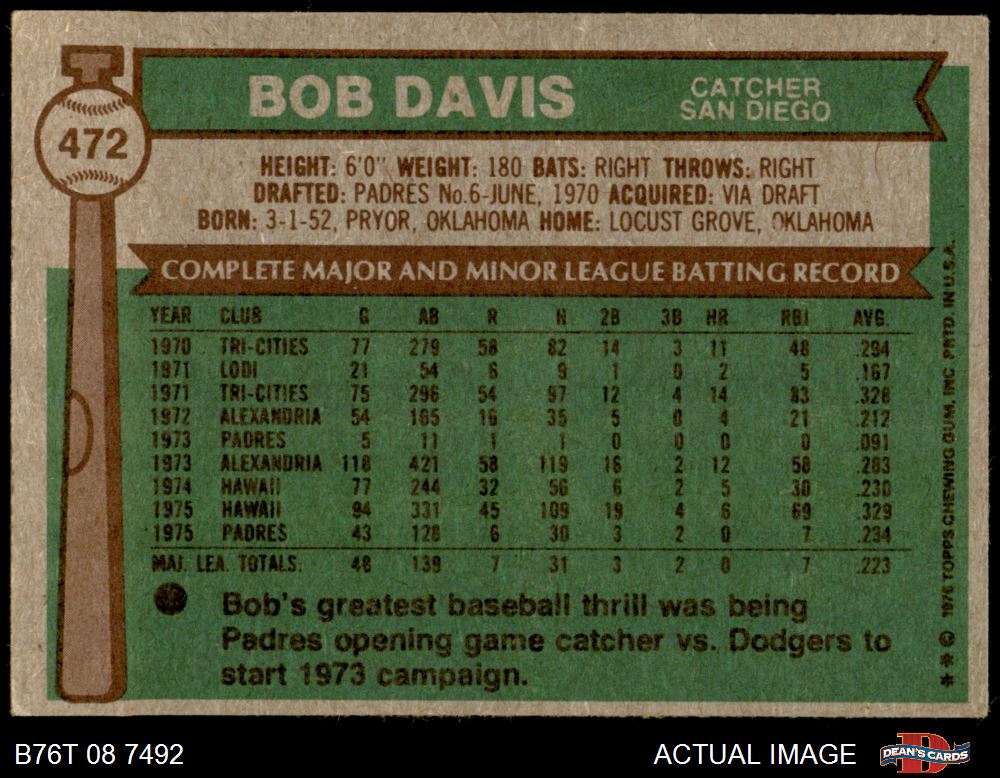 BOB DAVIS
CATCHER
SAN DIEGO
472
HEIGHT: 6'0" WEIGHT: 180 BATS: RIGHT THROWS: RIGHT
DRAFTED: PADRES No.6-JUNE, 1970 ACQUIRED: VIA DRAFT
BORN: 3-1-52, PRYOR, OKLAHOMA HOME: LOCUST GROVE, OKLAHOMA
COMPLETE MAJOR AND MINOR LEAGUE BATTING RECORD
YEAR CLUB G AB R H 2B 3B HR RBI AVG.
1970 TRI-CITIES 77 279 58 82 14 3 11 48 .294
1971 LODI 21 54 6 9 1 0 2 5 .167
1971 TRI-CITIES 75 296 54 97 12 4 14 83 .328
1972 ALEXANDRIA 54 165 16 35 5 0 4 21 .212
1973 PADRES 5 11 1 1 0 0 0 0 .091
1973 ALEXANDRIA 118 421 58 119 16 2 12 58 .283
1974 HAWAII 77 244 32 56 6 2 5 30 .230
1975 HAWAII 94 331 45 109 19 4 6 69 .329
1975 PADRES 43 128 6 30 3 2 0 7 .234
MAJ. LEA. TOTALS. 48 139 7 31 3 2 0 7 .223
Bob's greatest baseball thrill was being
Padres opening game catcher vs. Dodgers to
start 1973 campaign.
* * © 1976 TOPPS CHEWING GUM, INC PRTD. IN U.S.A.
B76T 08 7492
ACTUAL IMAGE
D
DEAN'S CARDS